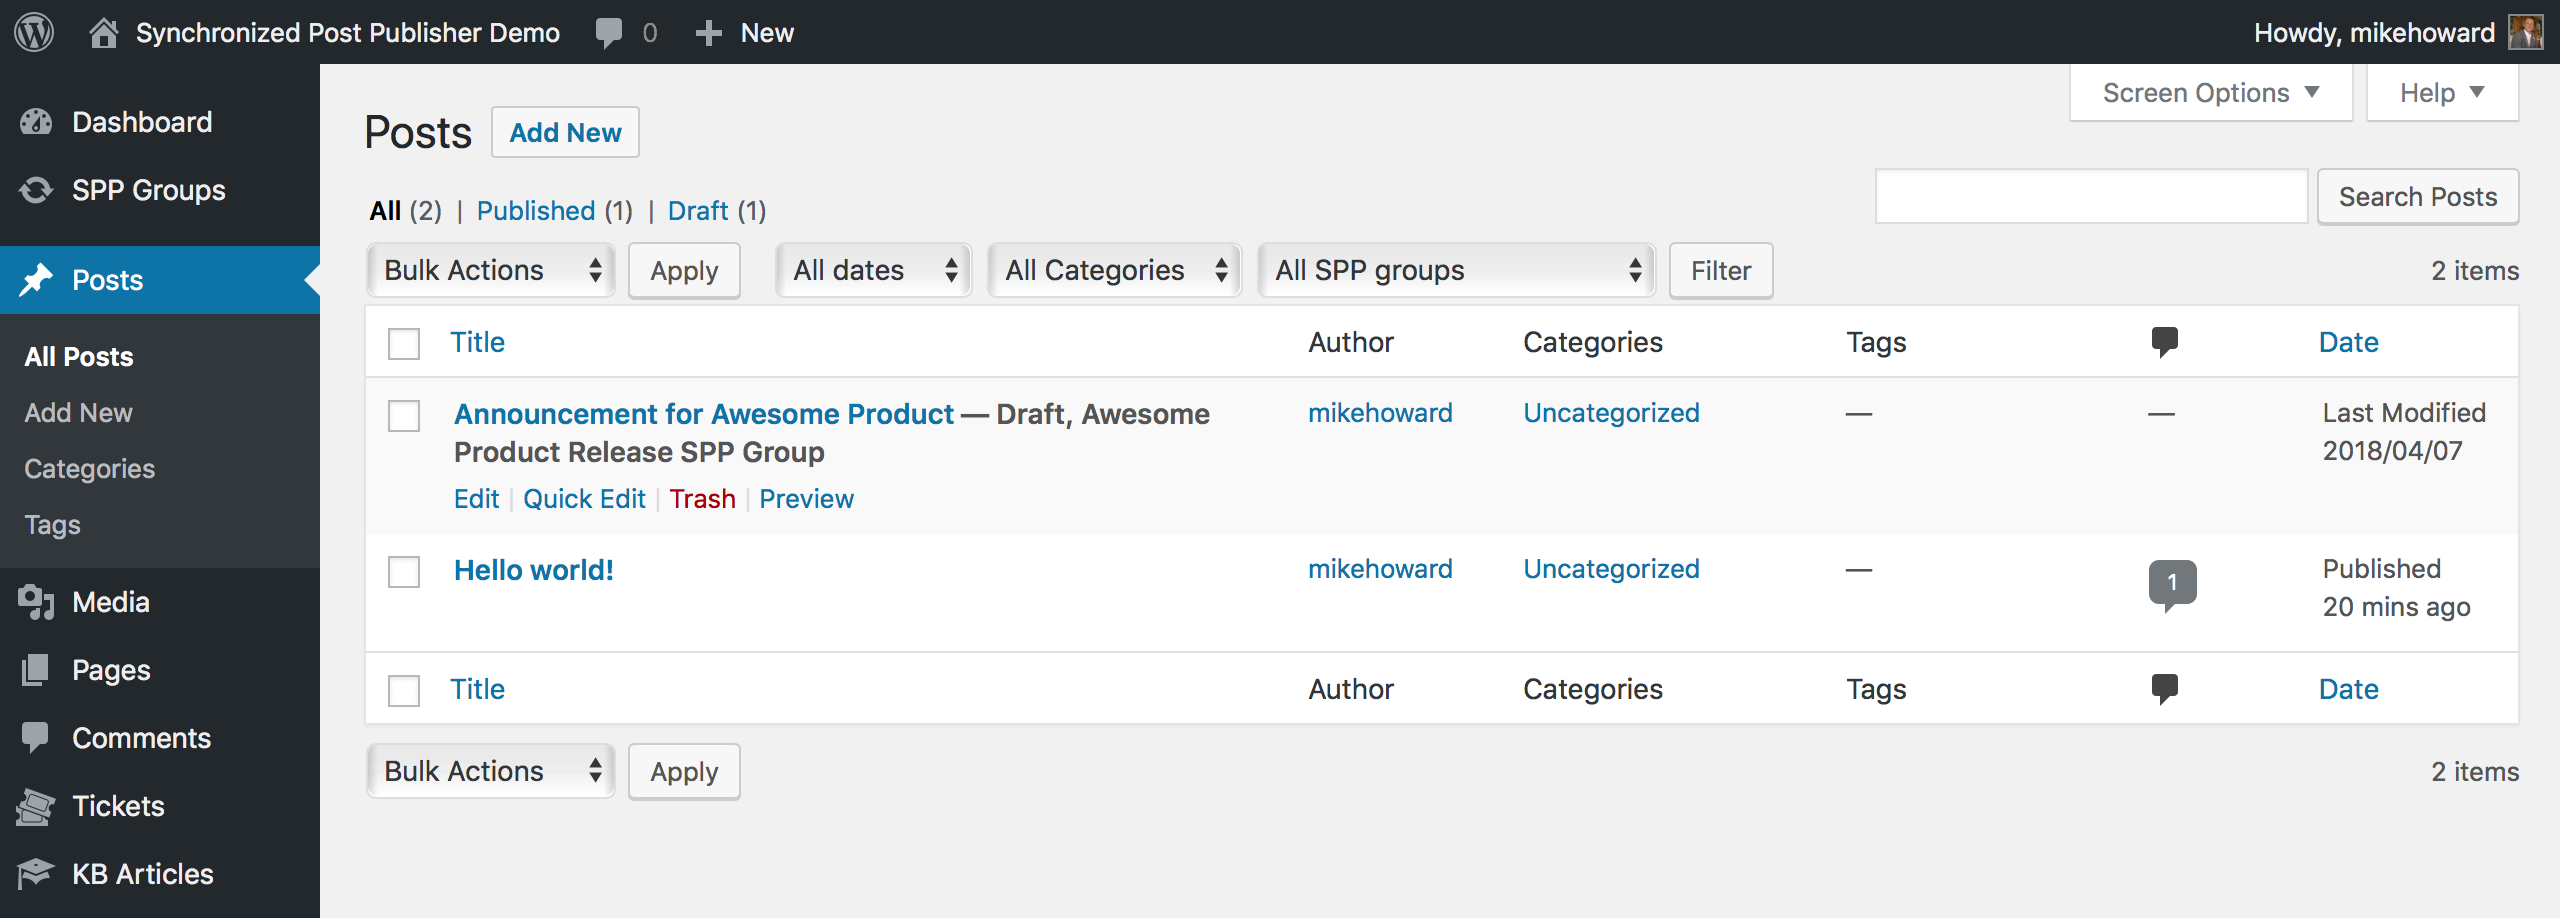 Synchronized Post Publisher Demo 0 New Howdy, mikehoward
Screen Options Help
Dashboard
SPP Groups
Posts
All Posts
Add New
Categories
Tags
Media
Pages
Comments
Tickets
KB Articles
Posts Add New
All (2) | Published (1) | Draft (1)
Search Posts
Bulk Actions Apply All dates All Categories All SPP groups Filter 2 items
Title Author Categories Tags Date
Announcement for Awesome Product — Draft, Awesome mikehoward Uncategorized — — Last Modified
Product Release SPP Group 2018/04/07
Edit | Quick Edit | Trash | Preview
Hello world! mikehoward Uncategorized — 1 Published
20 mins ago
Title Author Categories Tags Date
Bulk Actions Apply 2 items